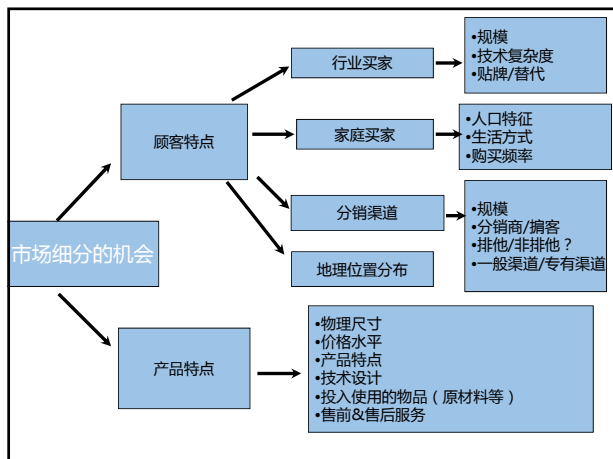 市场细分的机会
顾客特点
行业买家
•规模
•技术复杂度
•贴牌/替代
家庭买家
•人口特征
•生活方式
•购买频率
分销渠道
•规模
•分销商/掮客
•排他/非排他？
•一般渠道/专有渠道
地理位置分布
产品特点
•物理尺寸
•价格水平
•产品特点
•技术设计
•投入使用的物品（原材料等）
•售前&售后服务